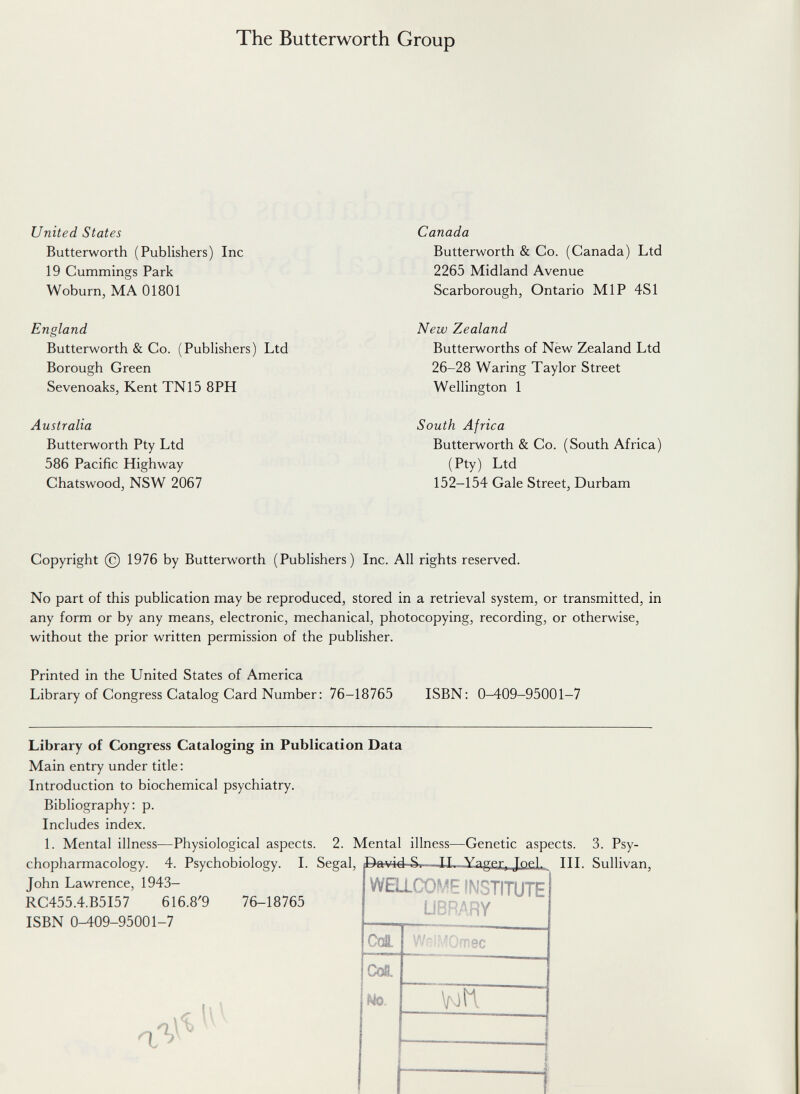 The Butterworth Group
United States
Butterworth (Publishers) Inc
19 Cummings Park
Woburn, MA 01801
Canada
Butterworth & Co. (Canada) Ltd
2265 Midland Avenue
Scarborough, Ontario M1P 4S1
England
Butterworth & Co. (Publishers) Ltd
Borough Green
Sevenoaks, Kent TN15 8PH
New Zealand
Butterworths of New Zealand Ltd
26–28 Waring Taylor Street
Wellington 1
Australia
Butterworth Pty Ltd
586 Pacific Highway
Chatswood, NSW 2067
South Africa
Butterworth & Co. (South Africa)
(Pty) Ltd
152–154 Gale Street, Durbam
Copyright © 1976 by Butterworth (Publishers) Inc. All rights reserved.
No part of this publication may be reproduced, stored in a retrieval system, or transmitted, in
any form or by any means, electronic, mechanical, photocopying, recording, or otherwise,
without the prior written permission of the publisher.
Printed in the United States of America
Library of Congress Catalog Card Number: 76–18765 ISBN: 0–409–95001–7
Library of Congress Cataloging in Publication Data
Main entry under title:
Introduction to biochemical psychiatry.
Bibliography: p.
Includes index.
1. Mental illness—Physiological aspects. 2. Mental illness—Genetic aspects. 3. Psy-
chopharmacology. 4. Psychobiology. I. Segal, David S. II. Yager, Joel. III. Sullivan,
John Lawrence, 1943–
RC455.4.B5I57 616.8'9 76–18765
ISBN 0–409–95001–7
WELLCOME INSTITUTE
LIBRARY
Coll. WelMOmec
Coll.
No. WM